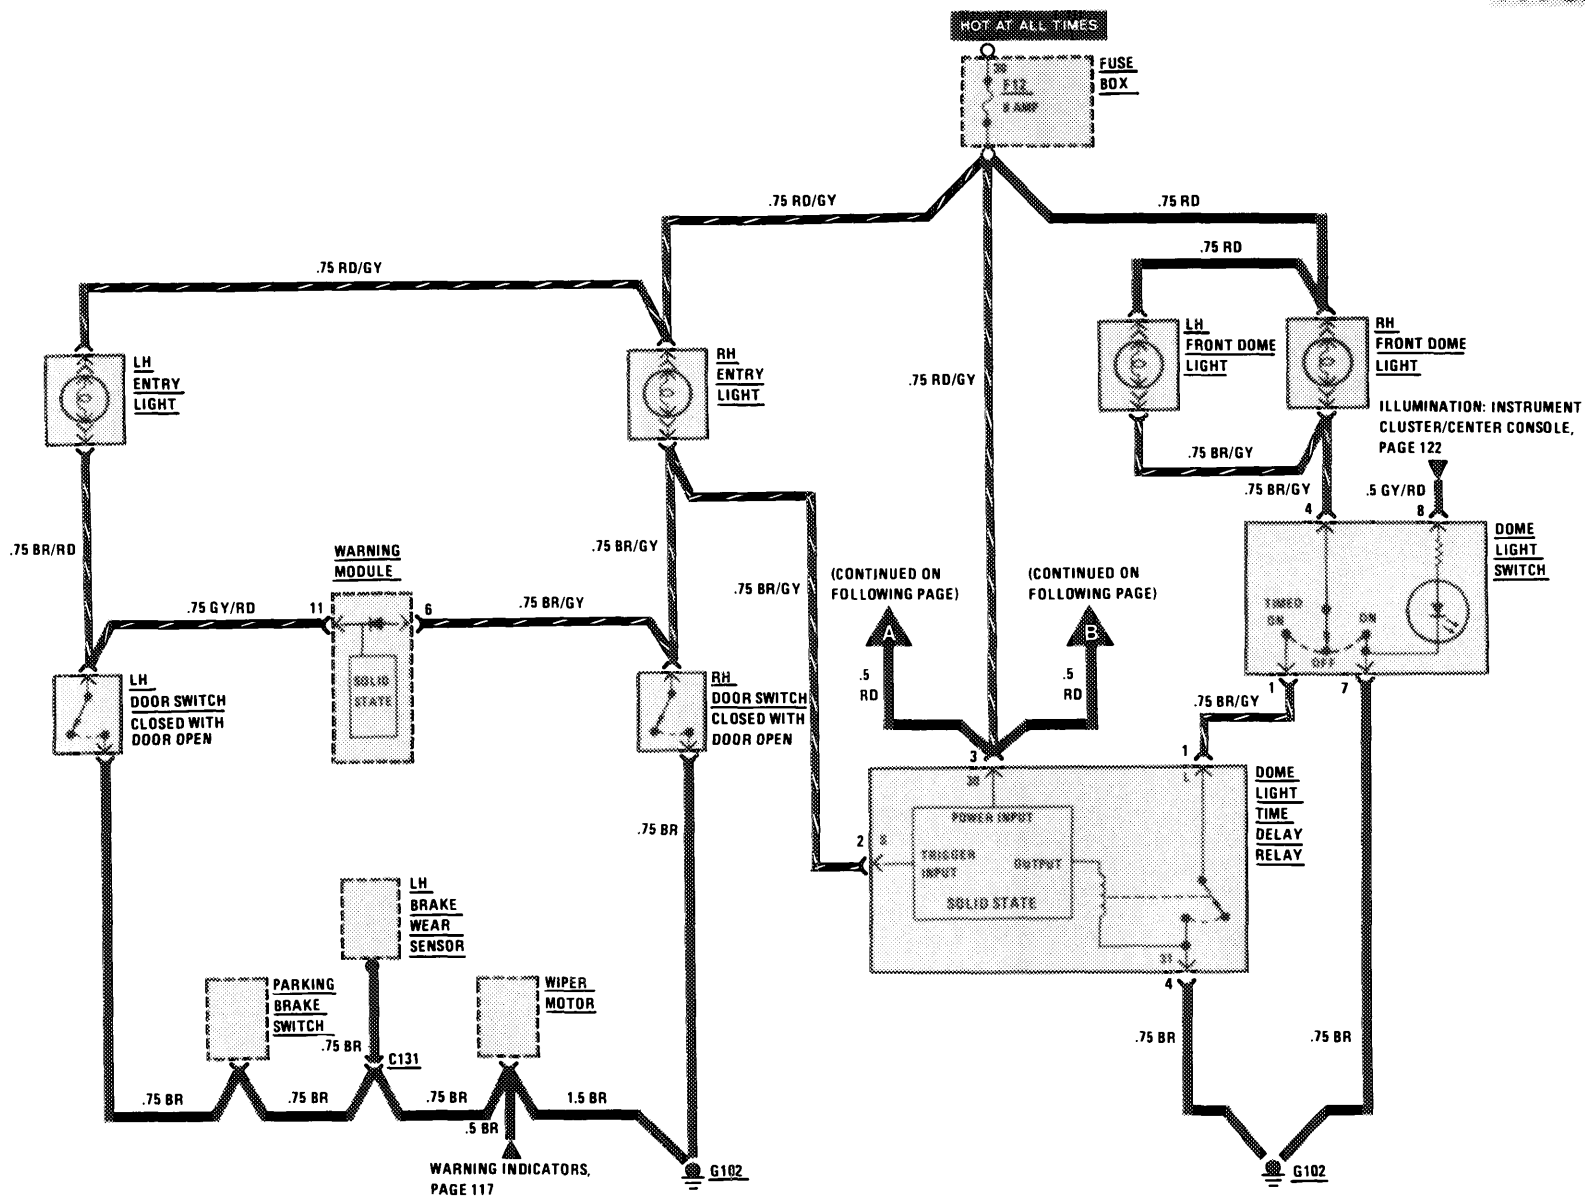 HOT AT ALL TIMES
30
F12
8 AMP
FUSE
BOX
.75 RD/GY
.75 RD
.75 RD
.75 RD/GY
LH
ENTRY
LIGHT
RH
ENTRY
LIGHT
.75 RD/GY
LH
FRONT DOME
LIGHT
RH
FRONT DOME
LIGHT
ILLUMINATION: INSTRUMENT
CLUSTER/CENTER CONSOLE,
PAGE 122
.75 BR/GY
.75 BR/GY
.5 GY/RD
4
8
DOME
LIGHT
SWITCH
TIMED
ON
ON
OFF
1
7
.75 BR/RD
WARNING
MODULE
.75 BR/GY
.75 GY/RD
11
6
.75 BR/GY
SOLID
STATE
.75 BR/GY
(CONTINUED ON
FOLLOWING PAGE)
(CONTINUED ON
FOLLOWING PAGE)
A
B
.5
RD
.5
RD
LH
DOOR SWITCH
CLOSED WITH
DOOR OPEN
RH
DOOR SWITCH
CLOSED WITH
DOOR OPEN
.75 BR/GY
3
1
30
L
POWER INPUT
2
S
TRIGGER
INPUT
OUTPUT
SOLID STATE
31
4
DOME
LIGHT
TIME
DELAY
RELAY
.75 BR
LH
BRAKE
WEAR
SENSOR
PARKING
BRAKE
SWITCH
WIPER
MOTOR
.75 BR
C131
.75 BR
.75 BR
.75 BR
.75 BR
.75 BR
1.5 BR
.5 BR
WARNING INDICATORS,
PAGE 117
G102
G102